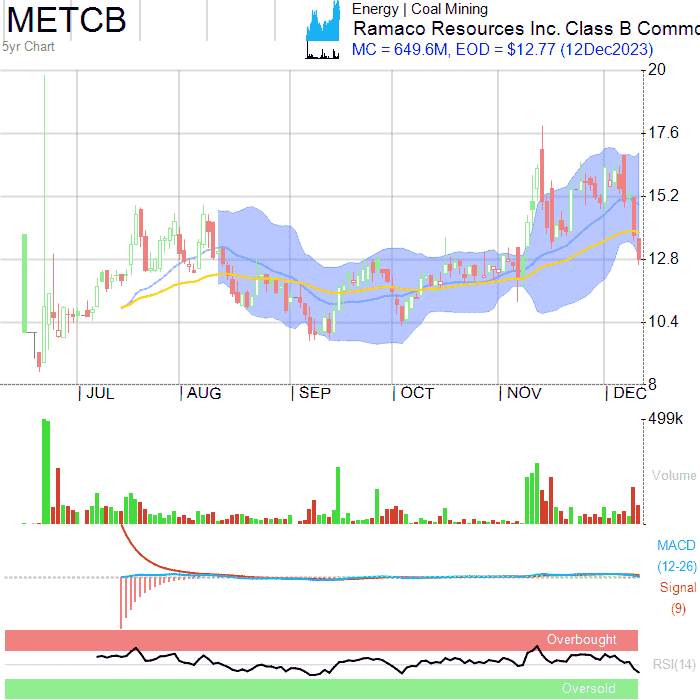 METCB
5yr Chart
Energy | Coal Mining
Ramaco Resources Inc. Class B Commo
MC = 649.6M, EOD = $12.77 (12Dec2023)
20
17.6
15.2
12.8
10.4
8
JUL
AUG
SEP
OCT
NOV
DEC
499k
Volume
MACD
(12-26)
Signal
(9)
Overbought
RSI(14)
Oversold